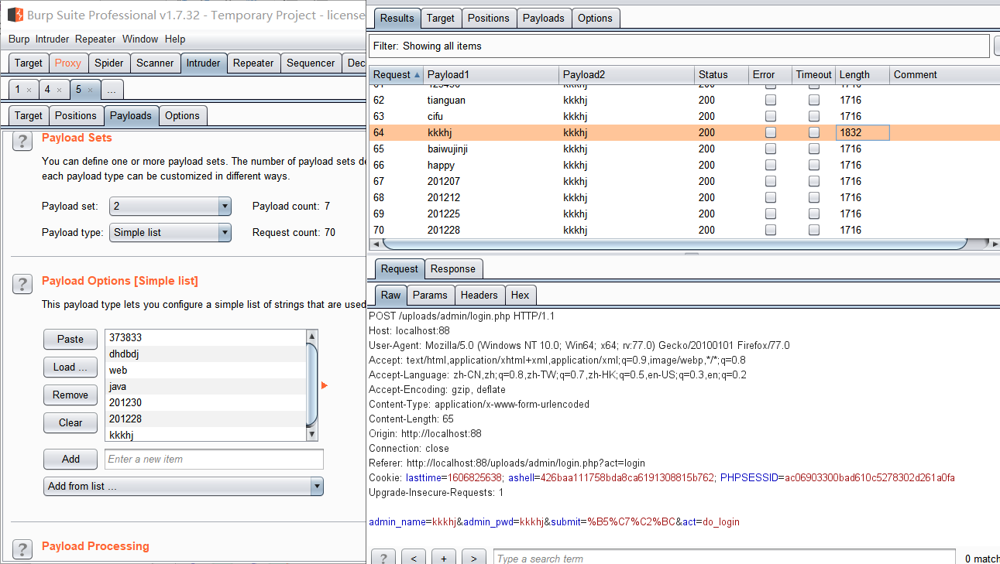 Burp Suite Professional v1.7.32 - Temporary Project - license
Burp Intruder Repeater Window Help
Target Proxy Spider Scanner Intruder Repeater Sequencer Dec
1 × 4 × 5 × ...
Target Positions Payloads Options
? Payload Sets
You can define one or more payload sets. The number of payload sets de
each payload type can be customized in different ways.
Payload set: 2 Payload count: 7
Payload type: Simple list Request count: 70
? Payload Options [Simple list]
This payload type lets you configure a simple list of strings that are used
Paste
Load ...
Remove
Clear
373833
dhdbdj
web
java
201230
201228
kkkhj
Add Enter a new item
Add from list ...
? Payload Processing
Results Target Positions Payloads Options
Filter: Showing all items
Request Payload1 Payload2 Status Error Timeout Length Comment
61 123456 kkkhj 200 1716
62 tianguan kkkhj 200 1716
63 cifu kkkhj 200 1716
64 kkkhj kkkhj 200 1832
65 baiwujinji kkkhj 200 1716
66 happy kkkhj 200 1716
67 201207 kkkhj 200 1716
68 201212 kkkhj 200 1716
69 201225 kkkhj 200 1716
70 201228 kkkhj 200 1716
Request Response
Raw Params Headers Hex
POST /uploads/admin/login.php HTTP/1.1
Host: localhost:88
User-Agent: Mozilla/5.0 (Windows NT 10.0; Win64; x64; rv:77.0) Gecko/20100101 Firefox/77.0
Accept: text/html,application/xhtml+xml,application/xml;q=0.9,image/webp,*/*;q=0.8
Accept-Language: zh-CN,zh;q=0.8,zh-TW;q=0.7,zh-HK;q=0.5,en-US;q=0.3,en;q=0.2
Accept-Encoding: gzip, deflate
Content-Type: application/x-www-form-urlencoded
Content-Length: 65
Origin: http://localhost:88
Connection: close
Referer: http://localhost:88/uploads/admin/login.php?act=login
Cookie: lasttime=1606825638; ashell=426baa111758bda8ca6191308815b762; PHPSESSID=ac06903300bad610c5278302d261a0fa
Upgrade-Insecure-Requests: 1
admin_name=kkkhj&admin_pwd=kkkhj&submit=%B5%C7%C2%BC&act=do_login
? < + > Type a search term 0 match